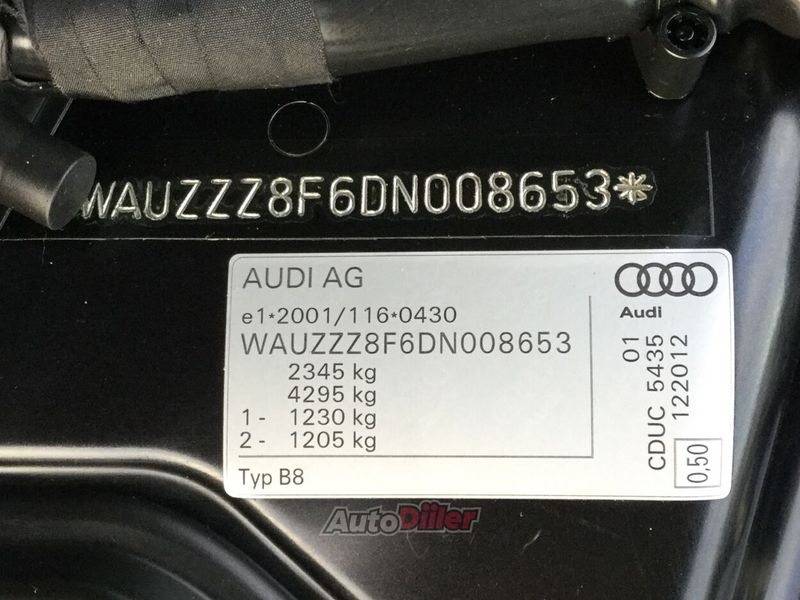 WAUZZZ8F6DN008653*
AUDI AG
e1*2001/116*0430
WAUZZZ8F6DN008653
2345 kg
4295 kg
1 - 1230 kg
2 - 1205 kg
Typ B8
Audi
01
CDUC 5435
122012
0,50
AutoDiiler